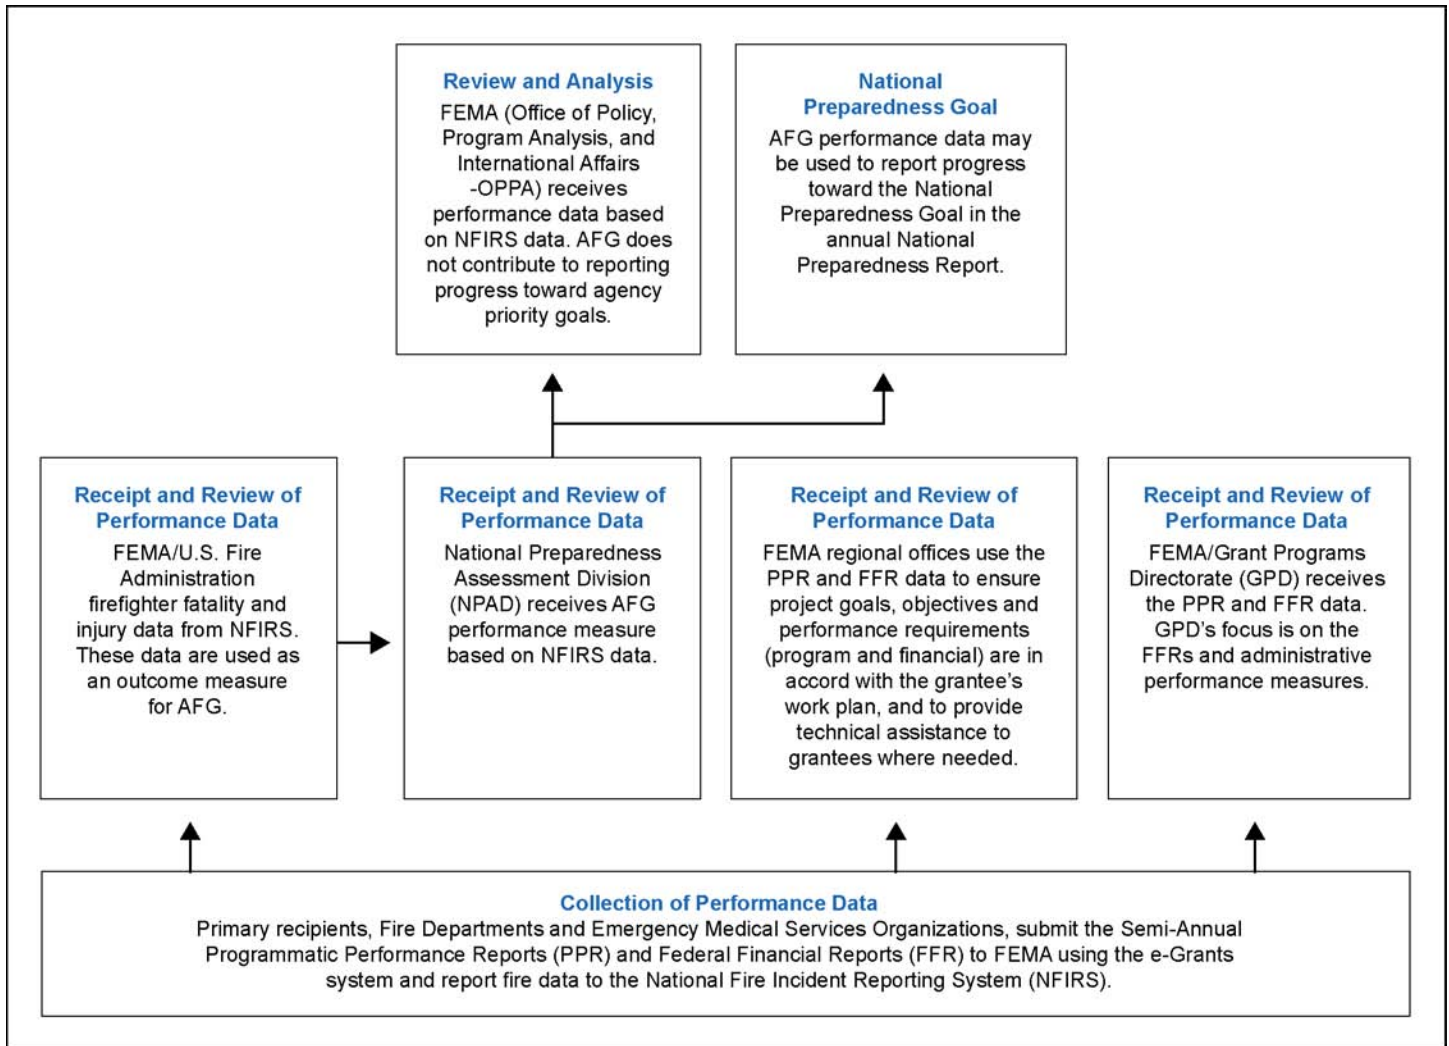 Review and Analysis
FEMA (Office of Policy,
Program Analysis, and
International Affairs
-OPPA) receives
performance data based
on NFIRS data. AFG does
not contribute to reporting
progress toward agency
priority goals.
National
Preparedness Goal
AFG performance data may
be used to report progress
toward the National
Preparedness Goal in the
annual National
Preparedness Report.
Receipt and Review of
Performance Data
FEMA/U.S. Fire
Administration
firefighter fatality and
injury data from NFIRS.
These data are used as
an outcome measure
for AFG.
Receipt and Review of
Performance Data
National Preparedness
Assessment Division
(NPAD) receives AFG
performance measure
based on NFIRS data.
Receipt and Review of
Performance Data
FEMA regional offices use the
PPR and FFR data to ensure
project goals, objectives and
performance requirements
(program and financial) are in
accord with the grantee's
work plan, and to provide
technical assistance to
grantees where needed.
Receipt and Review of
Performance Data
FEMA/Grant Programs
Directorate (GPD) receives
the PPR and FFR data.
GPD's focus is on the
FFRs and administrative
performance measures.
Collection of Performance Data
Primary recipients, Fire Departments and Emergency Medical Services Organizations, submit the Semi-Annual
Programmatic Performance Reports (PPR) and Federal Financial Reports (FFR) to FEMA using the e-Grants
system and report fire data to the National Fire Incident Reporting System (NFIRS).